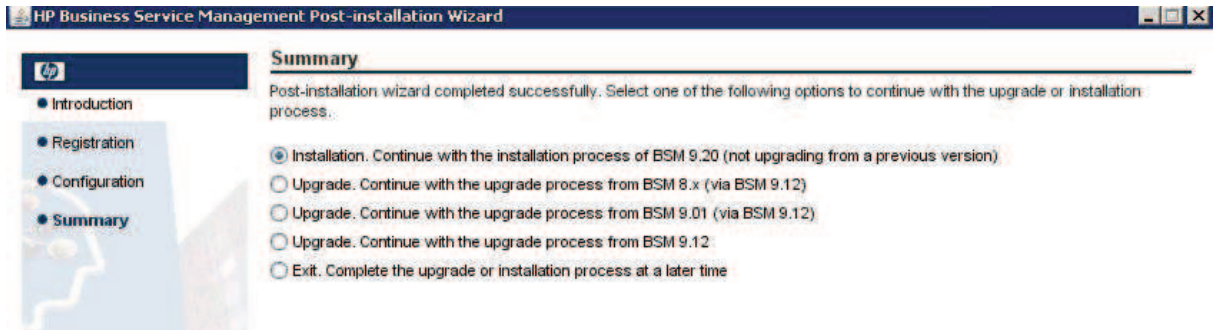 HP Business Service Management Post-installation Wizard
hp
Introduction
Registration
Configuration
Summary
Summary
Post-installation wizard completed successfully. Select one of the following options to continue with the upgrade or installation
process.
Installation. Continue with the installation process of BSM 9.20 (not upgrading from a previous version)
Upgrade. Continue with the upgrade process from BSM 8.x (via BSM 9.12)
Upgrade. Continue with the upgrade process from BSM 9.01 (via BSM 9.12)
Upgrade. Continue with the upgrade process from BSM 9.12
Exit. Complete the upgrade or installation process at a later time